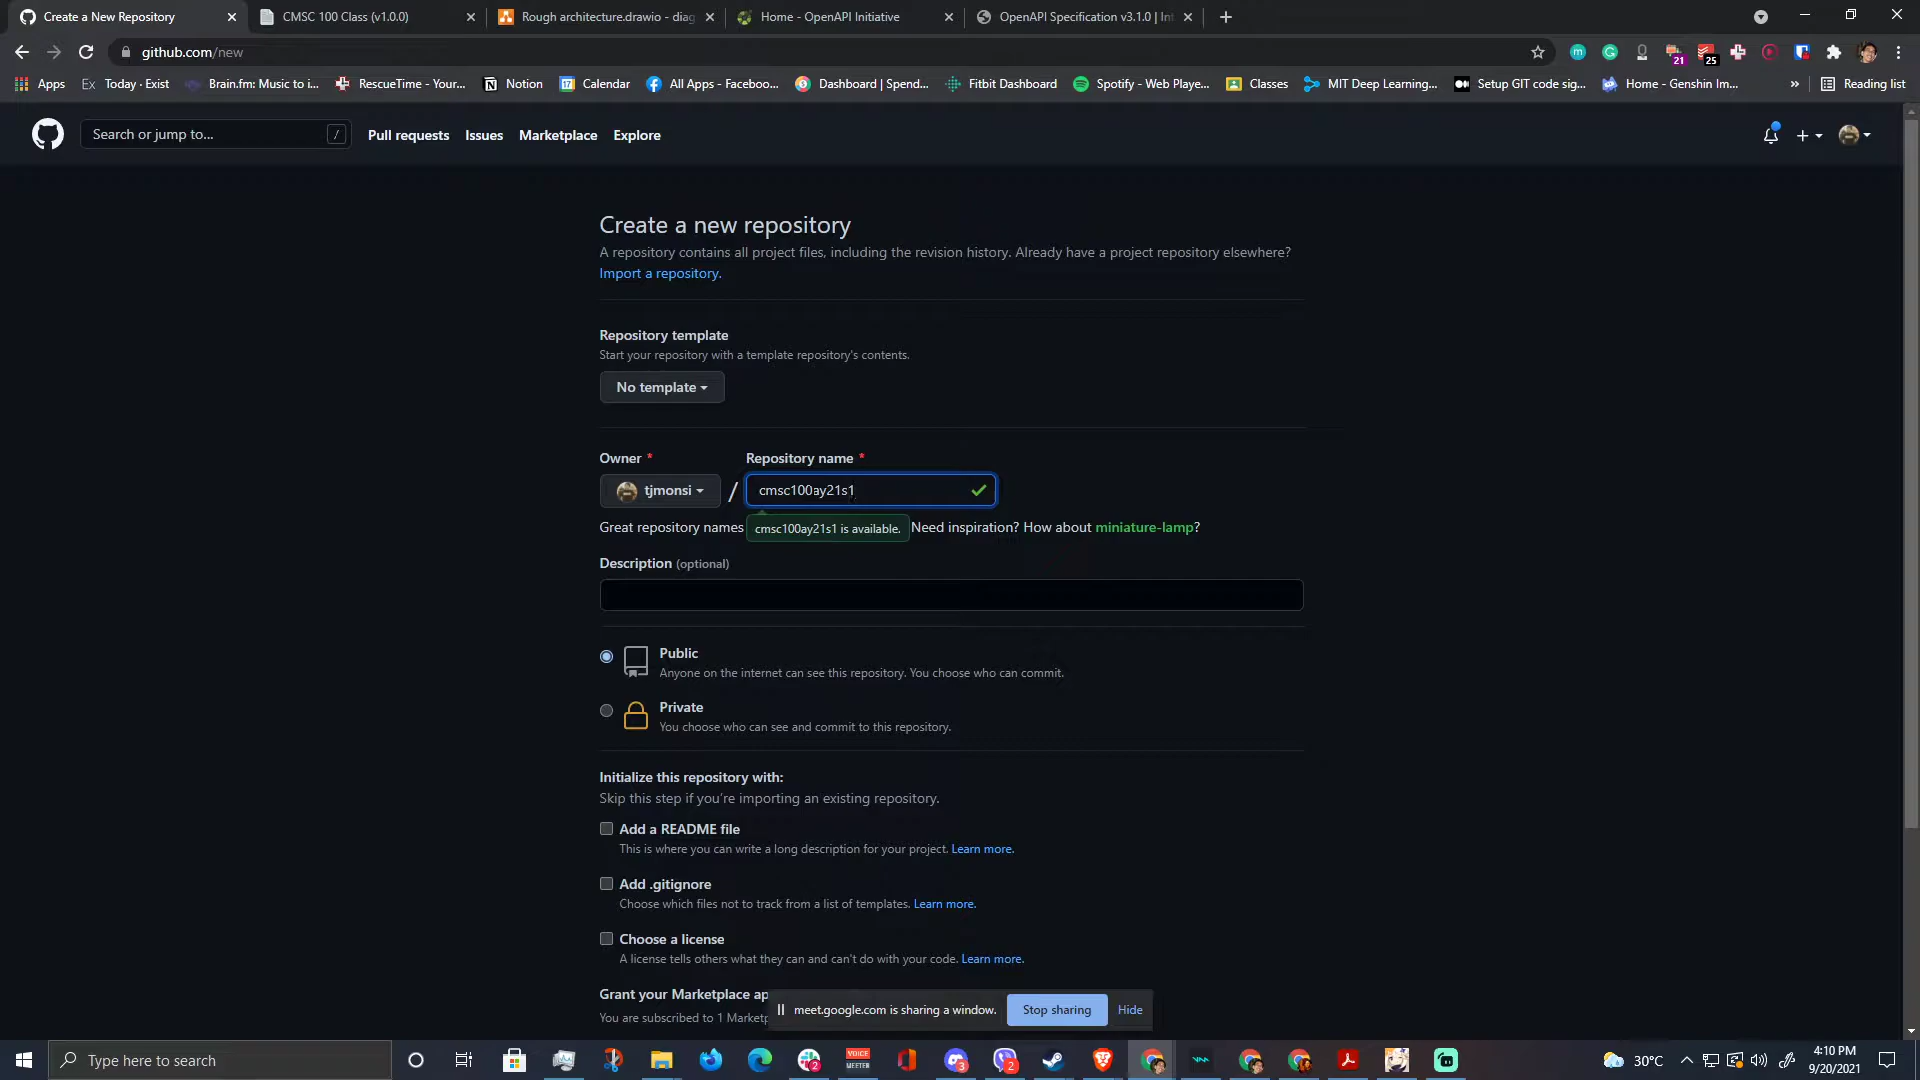 Create a New Repository
CMSC 100 Class (v1.0.0)
Rough architecture.drawio - diag
Home - OpenAPI Initiative
OpenAPI Specification v3.1.0 | Int
github.com/new
21
25
Apps
Ex Today · Exist
Brain.fm: Music to i...
RescueTime - Your...
Notion
17 Calendar
All Apps - Faceboo...
Dashboard | Spend...
Fitbit Dashboard
Spotify - Web Playe...
Classes
MIT Deep Learning...
Setup GIT code sig...
Home - Genshin Im...
»
Reading list
Search or jump to...
/
Pull requests
Issues
Marketplace
Explore
Create a new repository
A repository contains all project files, including the revision history. Already have a project repository elsewhere?
Import a repository.
Repository template
Start your repository with a template repository's contents.
No template
Owner *
Repository name *
tjmonsi
/
cmsc100ay21s1
Great repository names
cmsc100ay21s1 is available.
Need inspiration? How about miniature-lamp?
Description (optional)
Public
Anyone on the internet can see this repository. You choose who can commit.
Private
You choose who can see and commit to this repository.
Initialize this repository with:
Skip this step if you're importing an existing repository.
Add a README file
This is where you can write a long description for your project. Learn more.
Add .gitignore
Choose which files not to track from a list of templates. Learn more.
Choose a license
A license tells others what they can and can't do with your code. Learn more.
Grant your Marketplace ap
You are subscribed to 1 Marketp
meet.google.com is sharing a window.
Stop sharing
Hide
Type here to search
2
VOICE
MEETER
3
2
30°C
4:10 PM
9/20/2021